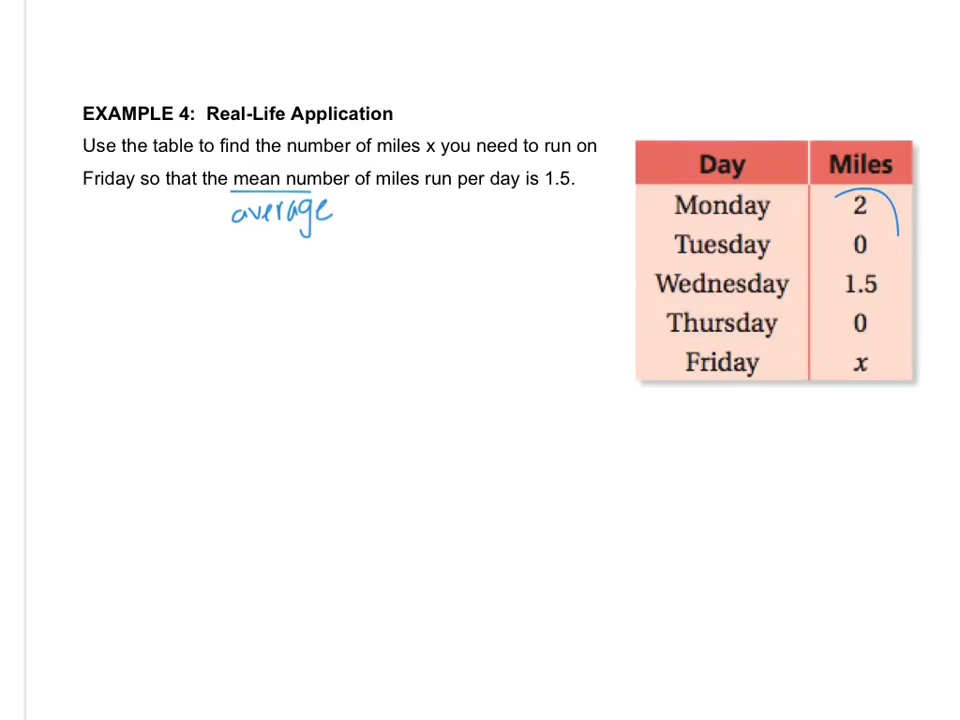 EXAMPLE 4:  Real-Life Application
Use the table to find the number of miles x you need to run on
Friday so that the mean number of miles run per day is 1.5.
average
Day Miles
Monday 2
Tuesday 0
Wednesday 1.5
Thursday 0
Friday x